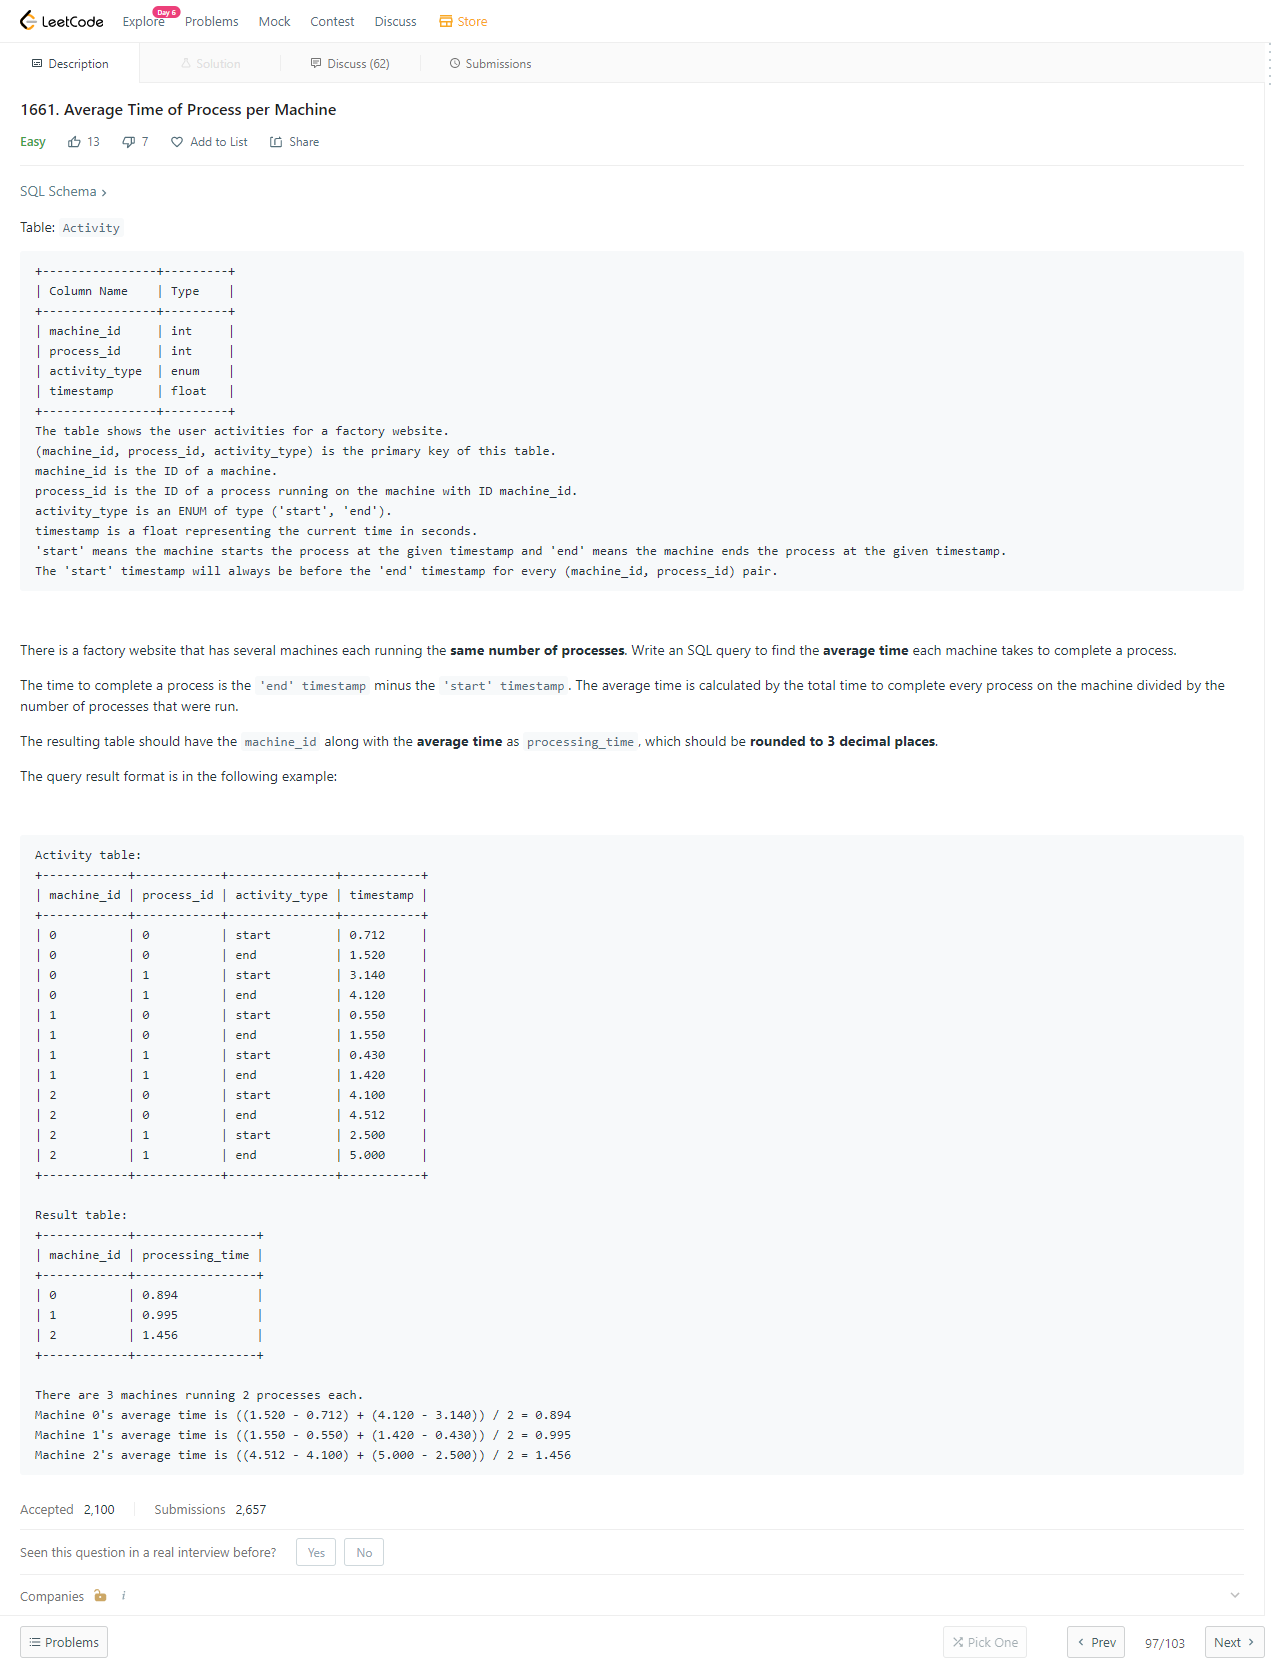 LeetCode Explore Day 6 Problems Mock Contest Discuss Store
Description Solution Discuss (62) Submissions
1661. Average Time of Process per Machine
Easy 13 7 Add to List Share
SQL Schema >
Table: Activity
+----------------+---------+
| Column Name    | Type    |
+----------------+---------+
| machine_id     | int     |
| process_id     | int     |
| activity_type  | enum    |
| timestamp      | float   |
+----------------+---------+
The table shows the user activities for a factory website.
(machine_id, process_id, activity_type) is the primary key of this table.
machine_id is the ID of a machine.
process_id is the ID of a process running on the machine with ID machine_id.
activity_type is an ENUM of type ('start', 'end').
timestamp is a float representing the current time in seconds.
'start' means the machine starts the process at the given timestamp and 'end' means the machine ends the process at the given timestamp.
The 'start' timestamp will always be before the 'end' timestamp for every (machine_id, process_id) pair.
There is a factory website that has several machines each running the same number of processes. Write an SQL query to find the average time each machine takes to complete a process.
The time to complete a process is the 'end' timestamp minus the 'start' timestamp. The average time is calculated by the total time to complete every process on the machine divided by the
number of processes that were run.
The resulting table should have the machine_id along with the average time as processing_time, which should be rounded to 3 decimal places.
The query result format is in the following example:
Activity table:
+------------+------------+---------------+-----------+
| machine_id | process_id | activity_type | timestamp |
+------------+------------+---------------+-----------+
| 0          | 0          | start         | 0.712     |
| 0          | 0          | end           | 1.520     |
| 0          | 1          | start         | 3.140     |
| 0          | 1          | end           | 4.120     |
| 1          | 0          | start         | 0.550     |
| 1          | 0          | end           | 1.550     |
| 1          | 1          | start         | 0.430     |
| 1          | 1          | end           | 1.420     |
| 2          | 0          | start         | 4.100     |
| 2          | 0          | end           | 4.512     |
| 2          | 1          | start         | 2.500     |
| 2          | 1          | end           | 5.000     |
+------------+------------+---------------+-----------+
Result table:
+------------+-----------------+
| machine_id | processing_time |
+------------+-----------------+
| 0          | 0.894           |
| 1          | 0.995           |
| 2          | 1.456           |
+------------+-----------------+
There are 3 machines running 2 processes each.
Machine 0's average time is ((1.520 - 0.712) + (4.120 - 3.140)) / 2 = 0.894
Machine 1's average time is ((1.550 - 0.550) + (1.420 - 0.430)) / 2 = 0.995
Machine 2's average time is ((4.512 - 4.100) + (5.000 - 2.500)) / 2 = 1.456
Accepted 2,100 Submissions 2,657
Seen this question in a real interview before? Yes No
Companies i
Problems Pick One < Prev 97/103 Next >